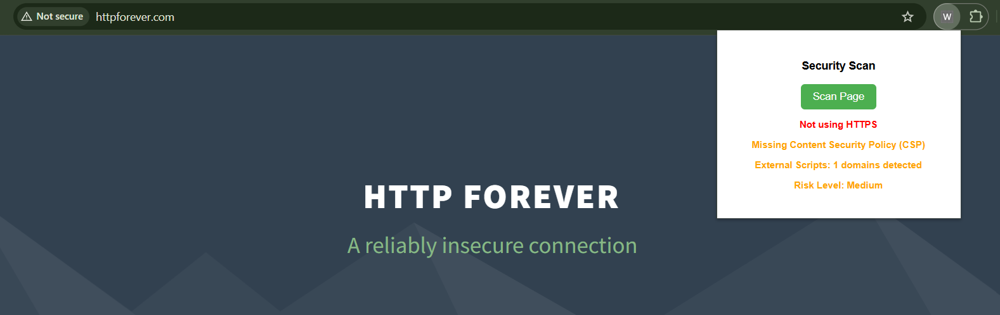 Not secure httpforever.com W
Security Scan
Scan Page
Not using HTTPS
Missing Content Security Policy (CSP)
External Scripts: 1 domains detected
Risk Level: Medium
HTTP FOREVER
A reliably insecure connection